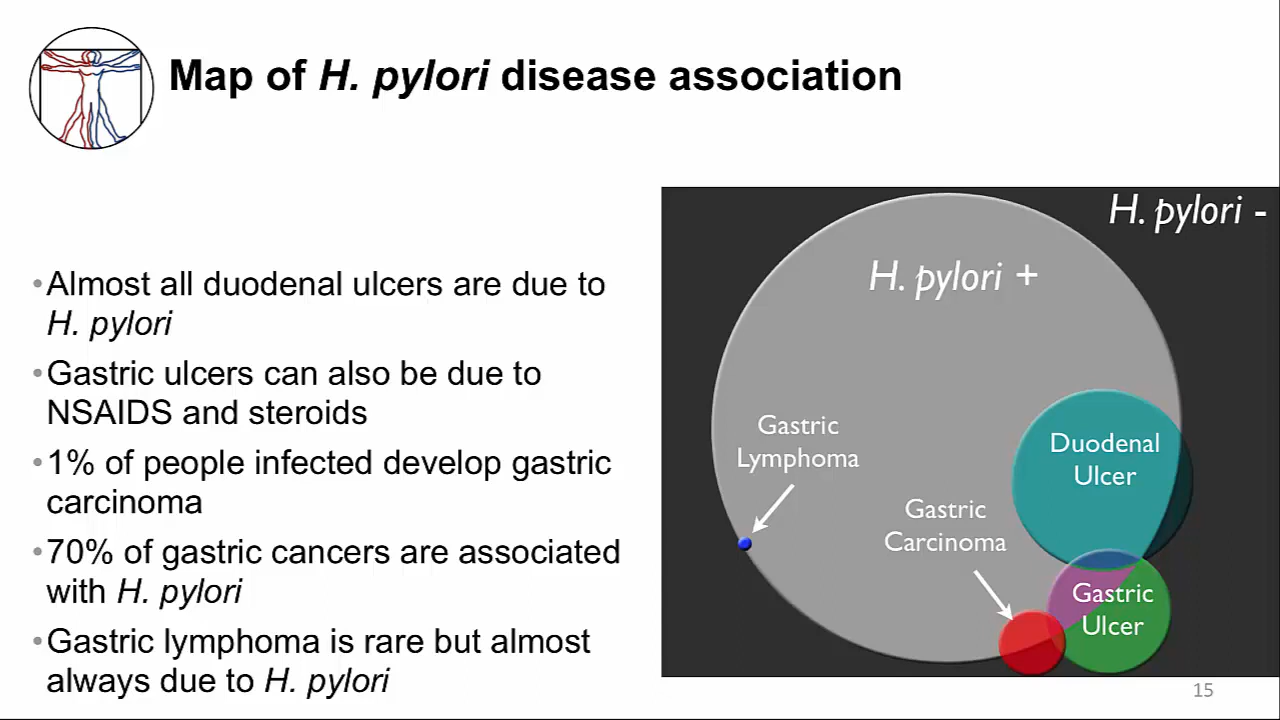 Map of H. pylori disease association
•Almost all duodenal ulcers are due to
H. pylori
•Gastric ulcers can also be due to
NSAIDS and steroids
•1% of people infected develop gastric
carcinoma
•70% of gastric cancers are associated
with H. pylori
•Gastric lymphoma is rare but almost
always due to H. pylori
H. pylori -
H. pylori +
Gastric
Lymphoma
Gastric
Carcinoma
Duodenal
Ulcer
Gastric
Ulcer
15